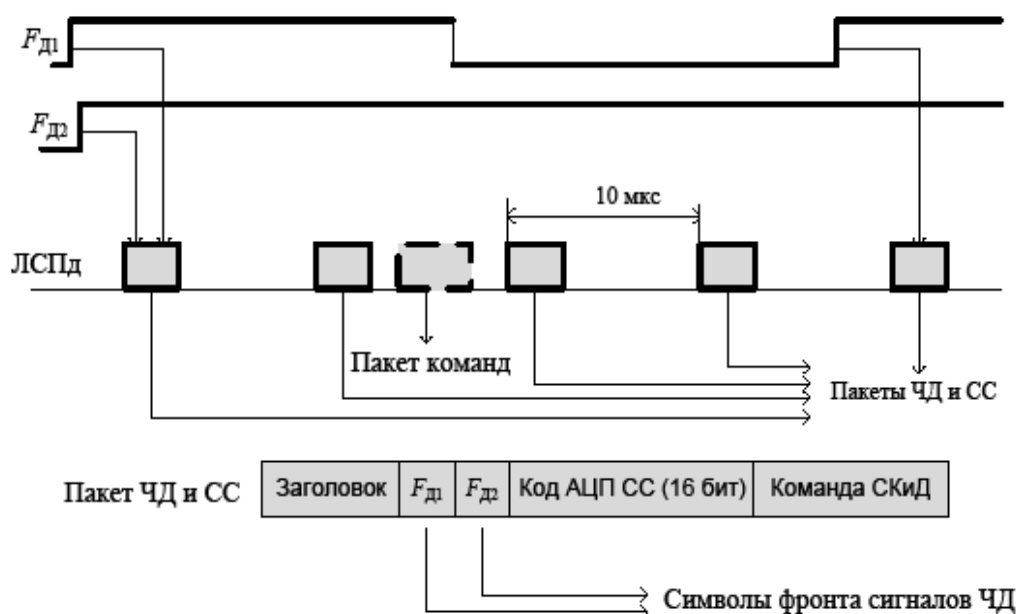 FД1
FД2
10 мкс
ЛСПд
Пакет команд
Пакеты ЧД и СС
Пакет ЧД и СС Заголовок FД1 FД2 Код АЦП СС (16 бит) Команда СКиД
Символы фронта сигналов ЧД